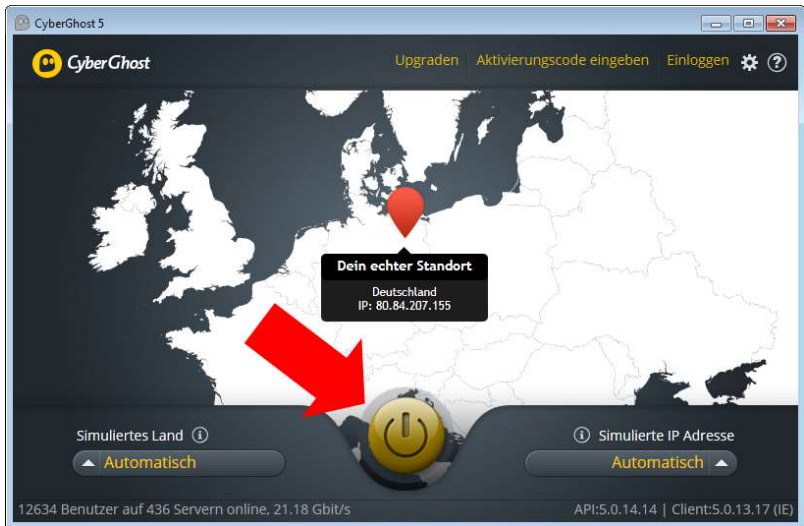 CyberGhost 5
CyberGhost
Upgraden Aktivierungscode eingeben Einloggen ?
Dein echter Standort
Deutschland
IP: 80.84.207.155
Simuliertes Land i
Automatisch
i Simulierte IP Adresse
Automatisch
12634 Benutzer auf 436 Servern online, 21.18 Gbit/s
API:5.0.14.14 | Client:5.0.13.17 (IE)